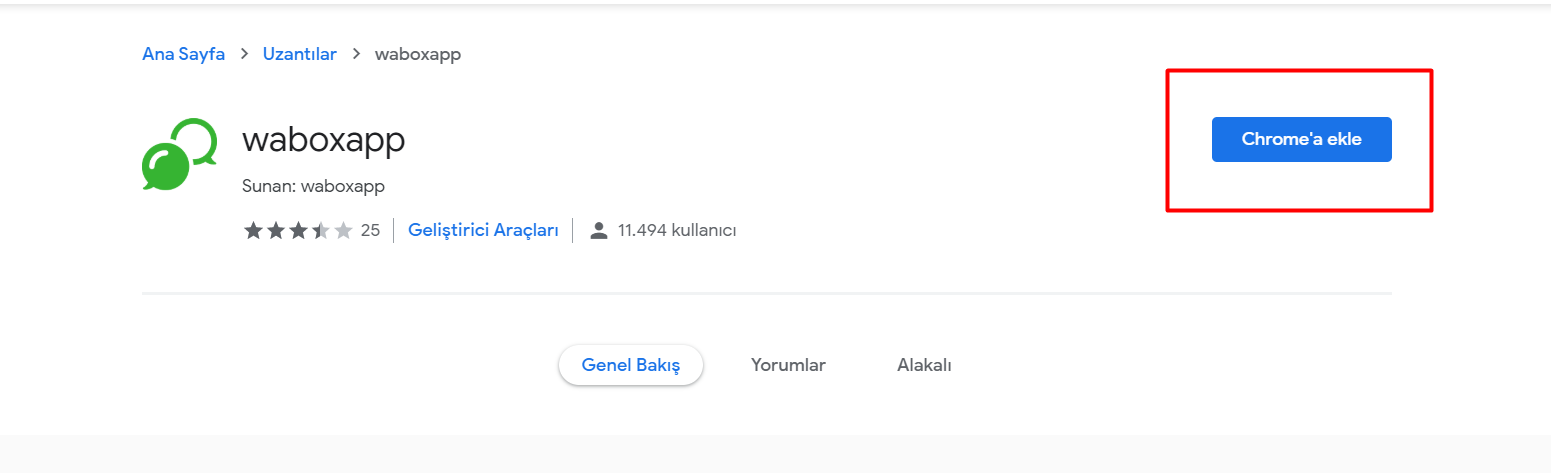 Ana Sayfa > Uzantılar > waboxapp
waboxapp
Chrome'a ekle
Sunan: waboxapp
25 Geliştirici Araçları 11.494 kullanıcı
Genel Bakış Yorumlar Alakalı